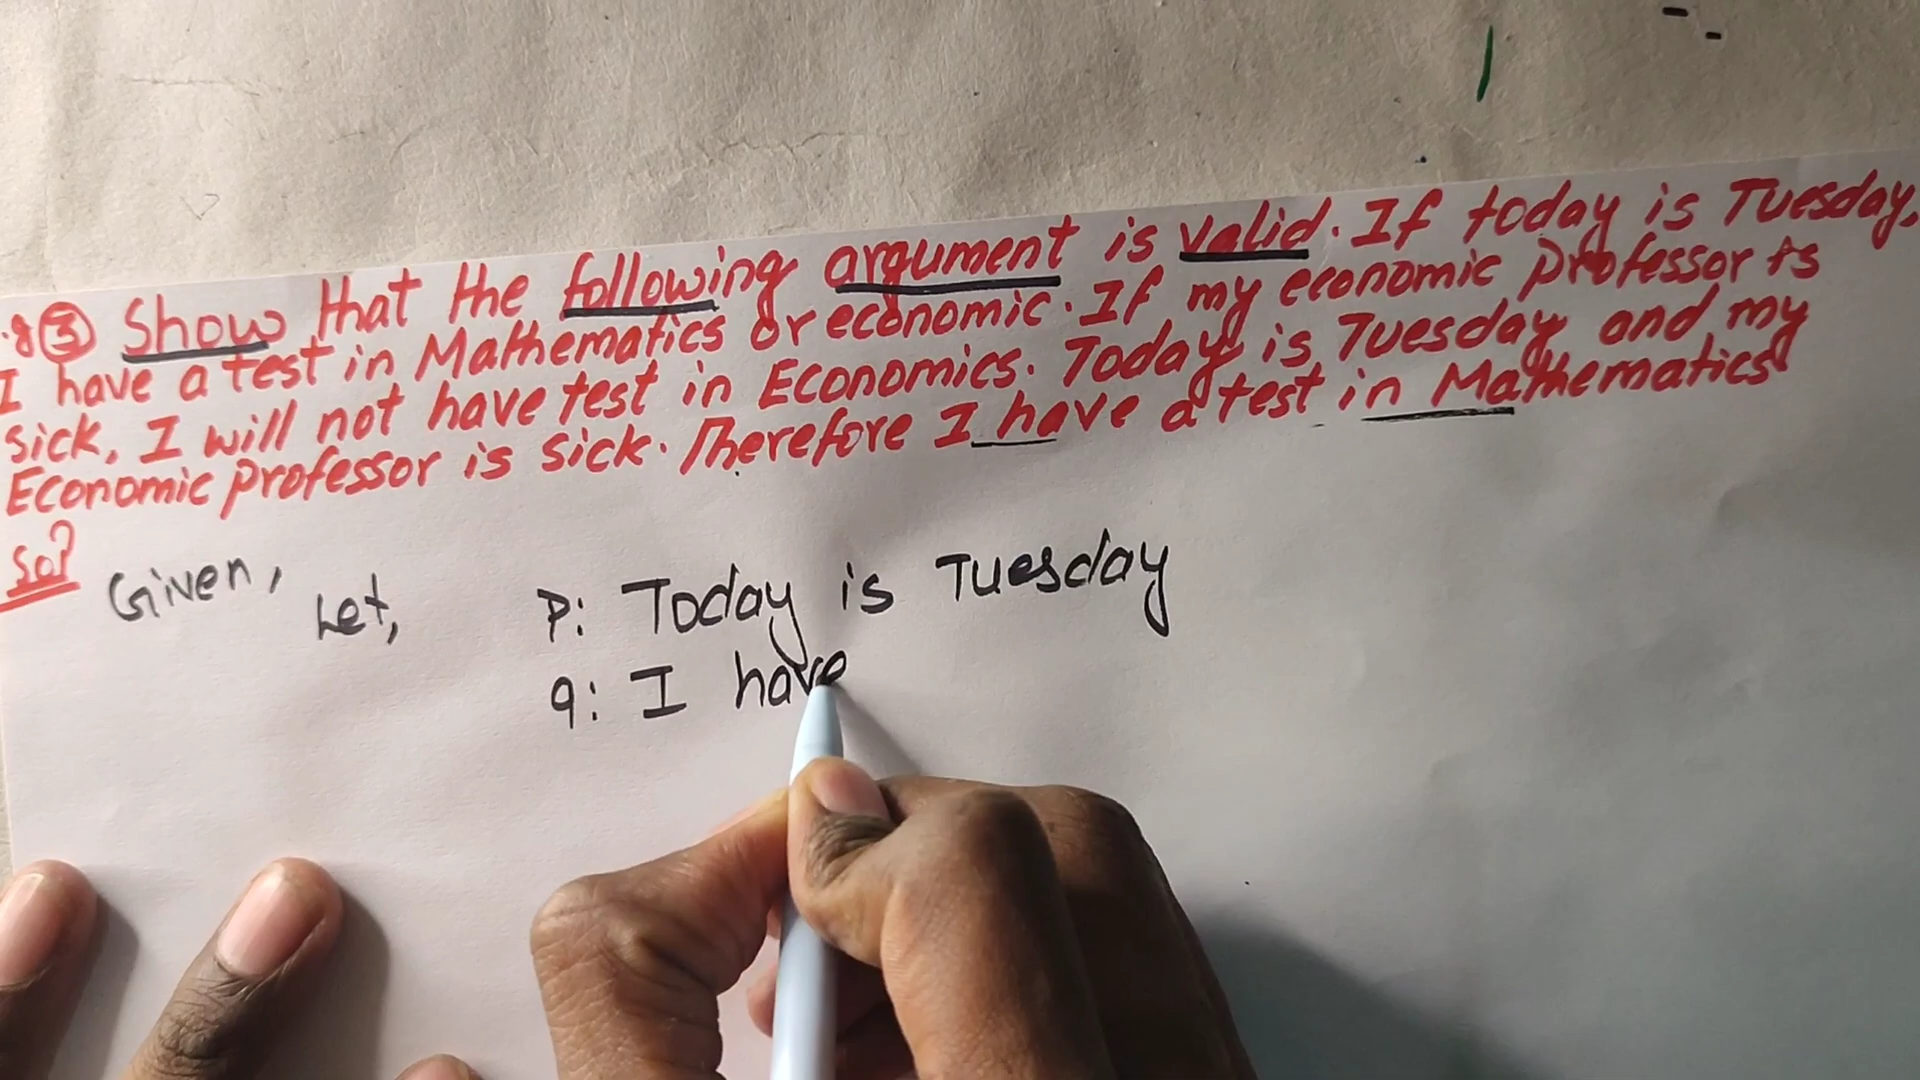 .8 ③ Show that the following argument is valid. If today is Tuesday,
I have a test in Mathematics or economic. If my economic professor is
sick, I will not have test in Economics. Today is Tuesday and my
Economic professor is sick. Therefore I have a test in Mathematics
Sol
Given,
Let, P: Today is Tuesday
q: I have